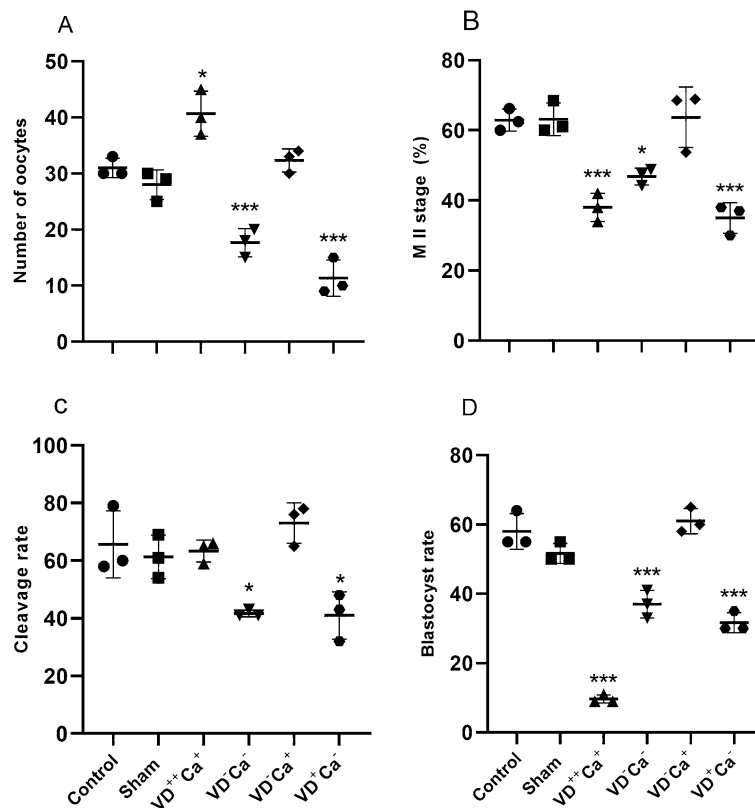 A
Number of oocytes
50
40
30
20
10
0
*
***
***
B
M II stage (%)
80
60
40
20
0
***
*
***
C
Cleavage rate
100
80
60
40
20
0
*
*
Control
Sham
VD⁺⁺Ca⁺
VD⁻Ca⁻
VD⁻Ca⁺
VD⁺Ca⁻
D
Blastocyst rate
80
60
40
20
0
***
***
***
Control
Sham
VD⁺⁺Ca⁺
VD⁻Ca⁻
VD⁻Ca⁺
VD⁺Ca⁻